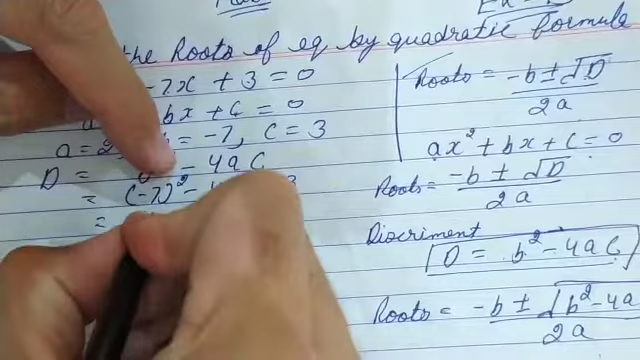 the Roots of eq by quadratic formula
-7x + 3 = 0
bx + c = 0
a = 2, = -7, c = 3
D = - 4ac
= (-7)² -
=
Roots = -b ± √D
2a
ax² + bx + c = 0
Roots = -b ± √D
2a
Discriment
D = b² - 4ac
Roots = -b ± √b² - 4a
2a